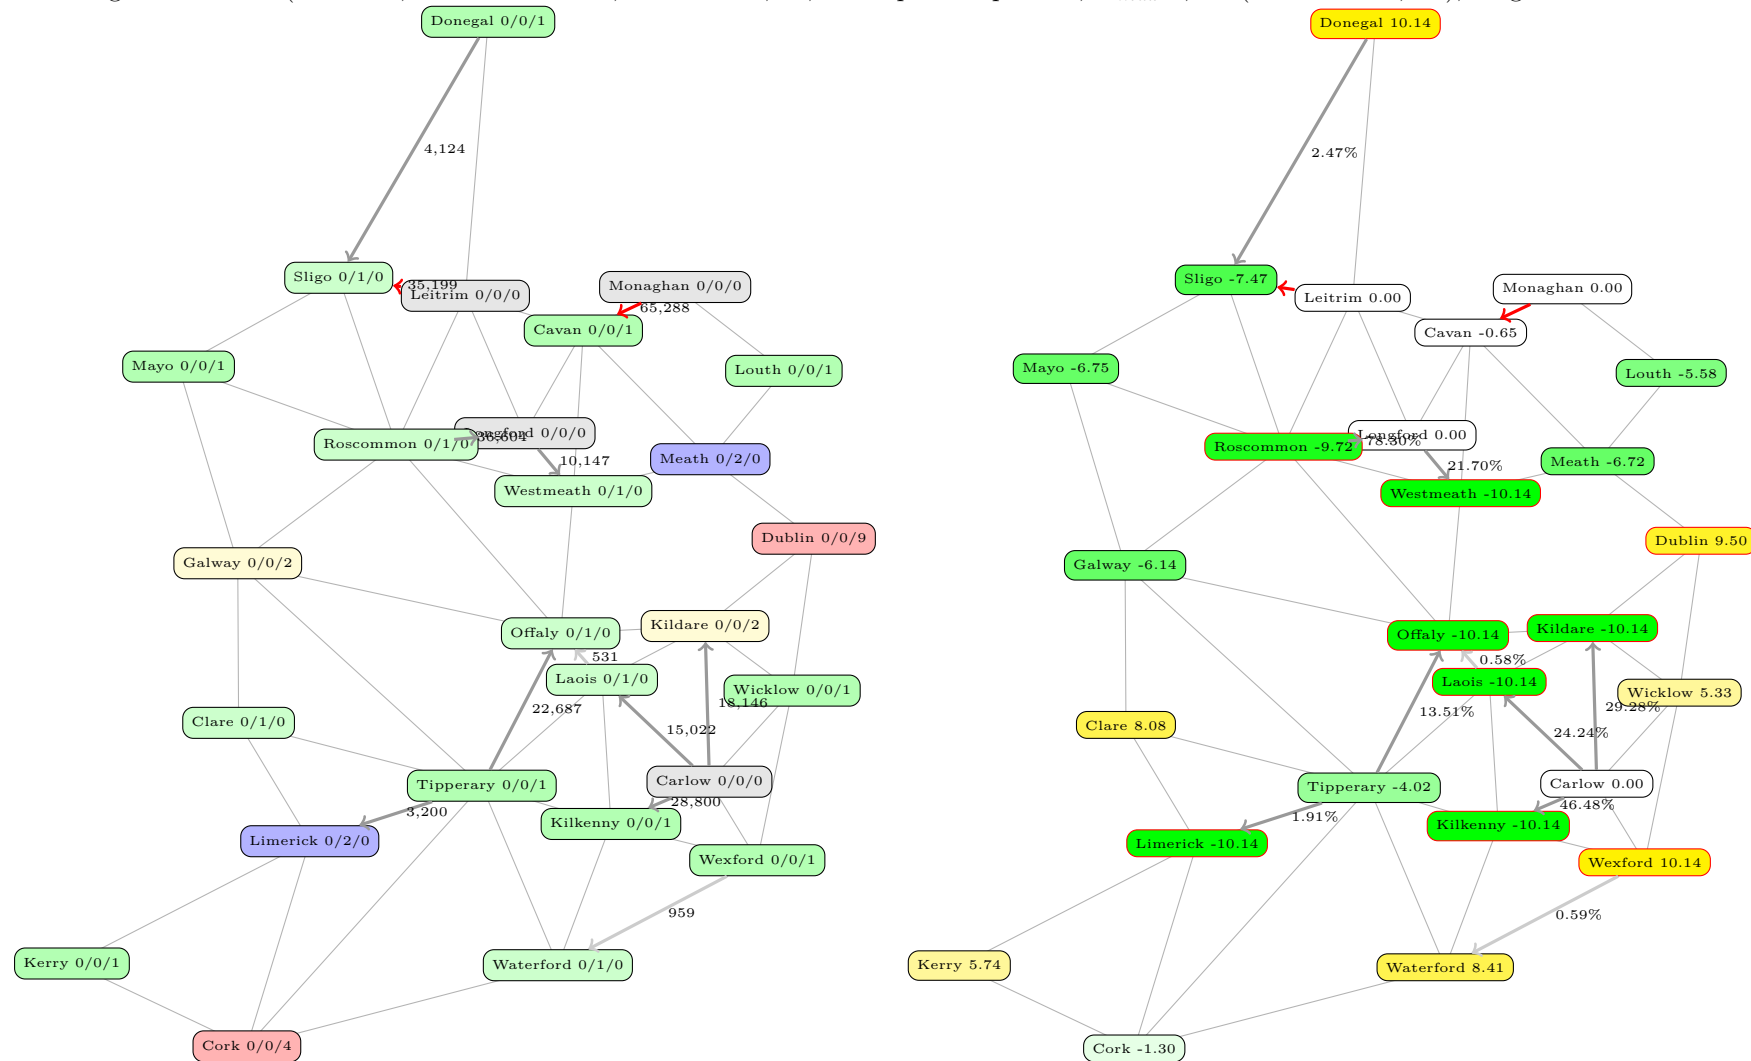 Donegal 0/0/1
4,124
Sligo 0/1/0
35,199
Leitrim 0/0/0
Monaghan 0/0/0
65,288
Cavan 0/0/1
Mayo 0/0/1
Louth 0/0/1
Roscommon 0/1/0
36,604
Longford 0/0/0
10,147
Meath 0/2/0
Westmeath 0/1/0
Dublin 0/0/9
Galway 0/0/2
Offaly 0/1/0
Kildare 0/0/2
531
Laois 0/1/0
Wicklow 0/0/1
18,146
22,687
15,022
Clare 0/1/0
Tipperary 0/0/1
Carlow 0/0/0
28,800
3,200
Kilkenny 0/0/1
Limerick 0/2/0
Wexford 0/0/1
959
Kerry 0/0/1
Waterford 0/1/0
Cork 0/0/4
Donegal 10.14
2.47%
Sligo -7.47
Leitrim 0.00
Monaghan 0.00
Cavan -0.65
Mayo -6.75
Louth -5.58
Roscommon -9.72
78.30%
Longford 0.00
21.70%
Meath -6.72
Westmeath -10.14
Dublin 9.50
Galway -6.14
Offaly -10.14
Kildare -10.14
0.58%
Laois -10.14
Wicklow 5.33
29.28%
13.51%
24.24%
Clare 8.08
Tipperary -4.02
Carlow 0.00
46.48%
1.91%
Kilkenny -10.14
Limerick -10.14
Wexford 10.14
0.59%
Kerry 5.74
Waterford 8.41
Cork -1.30